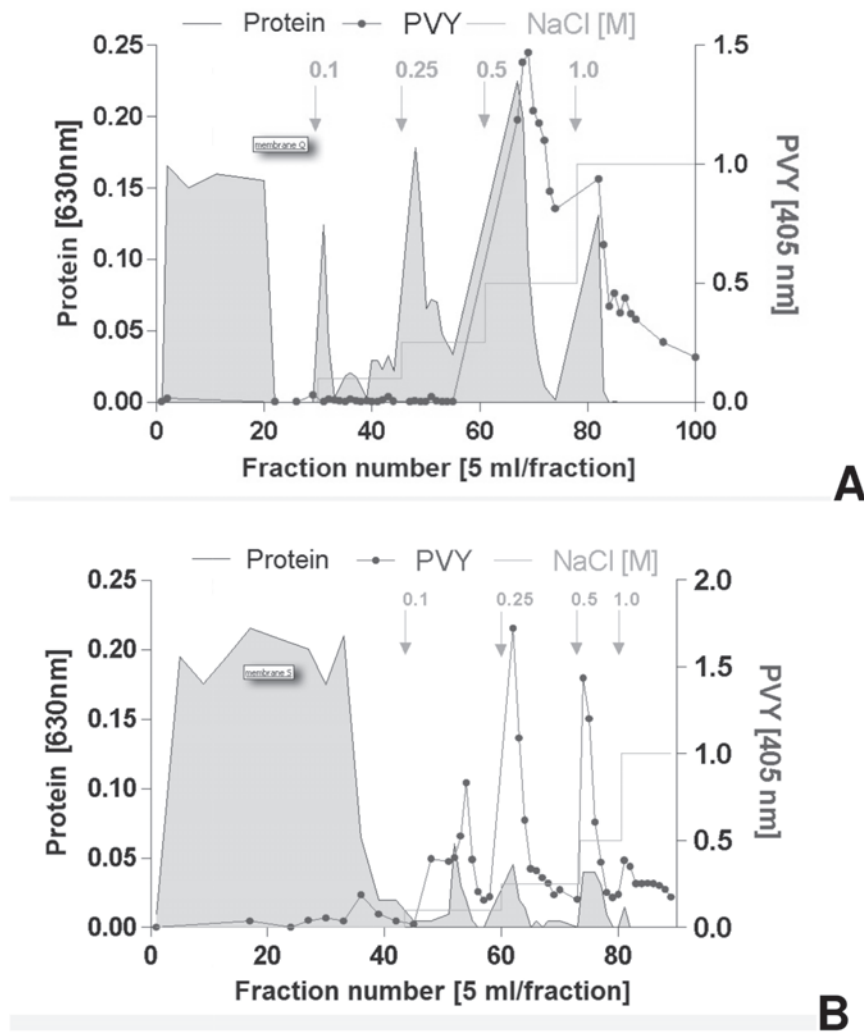 Protein PVY NaCl [M]
0.25 1.5
0.1 0.25 0.5 1.0
0.20
membrane Q
0.15 1.0
0.10
0.5
0.05
0.00 0.0
0 20 40 60 80 100
Protein [630nm]
PVY [405 nm]
Fraction number [5 ml/fraction]
A
Protein PVY NaCl [M]
0.25 2.0
0.1 0.25 0.5 1.0
0.20
1.5
membrane S
0.15
1.0
0.10
0.05 0.5
0.00 0.0
0 20 40 60 80
Protein [630nm]
PVY [405 nm]
Fraction number [5 ml/fraction]
B